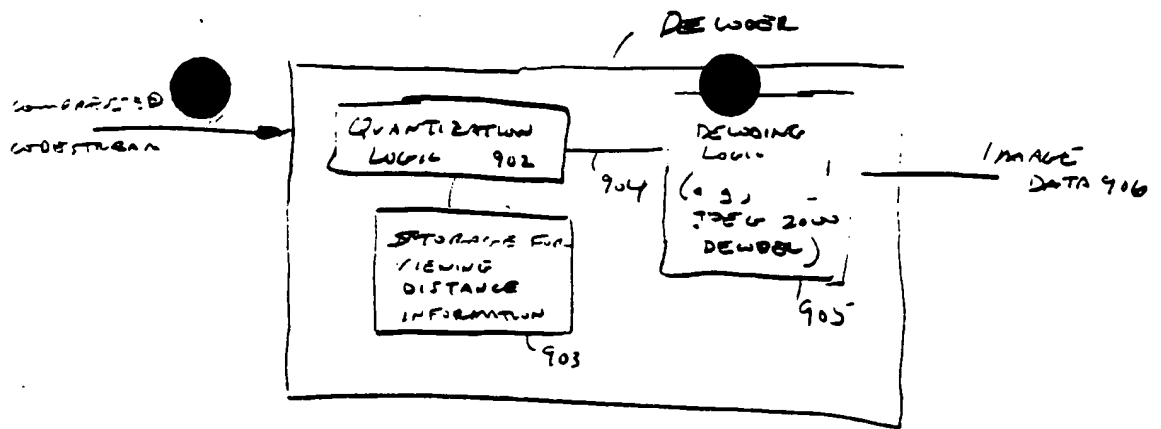 DECODER
COMPRESSED
CODESTREAM
QUANTIZATION
LOGIC 902
904
DECODING
LOGIC
(e.g.,
JPEG 2000
DECODER)
905
STORAGE FOR
VIEWING
DISTANCE
INFORMATION
903
IMAGE
DATA 906